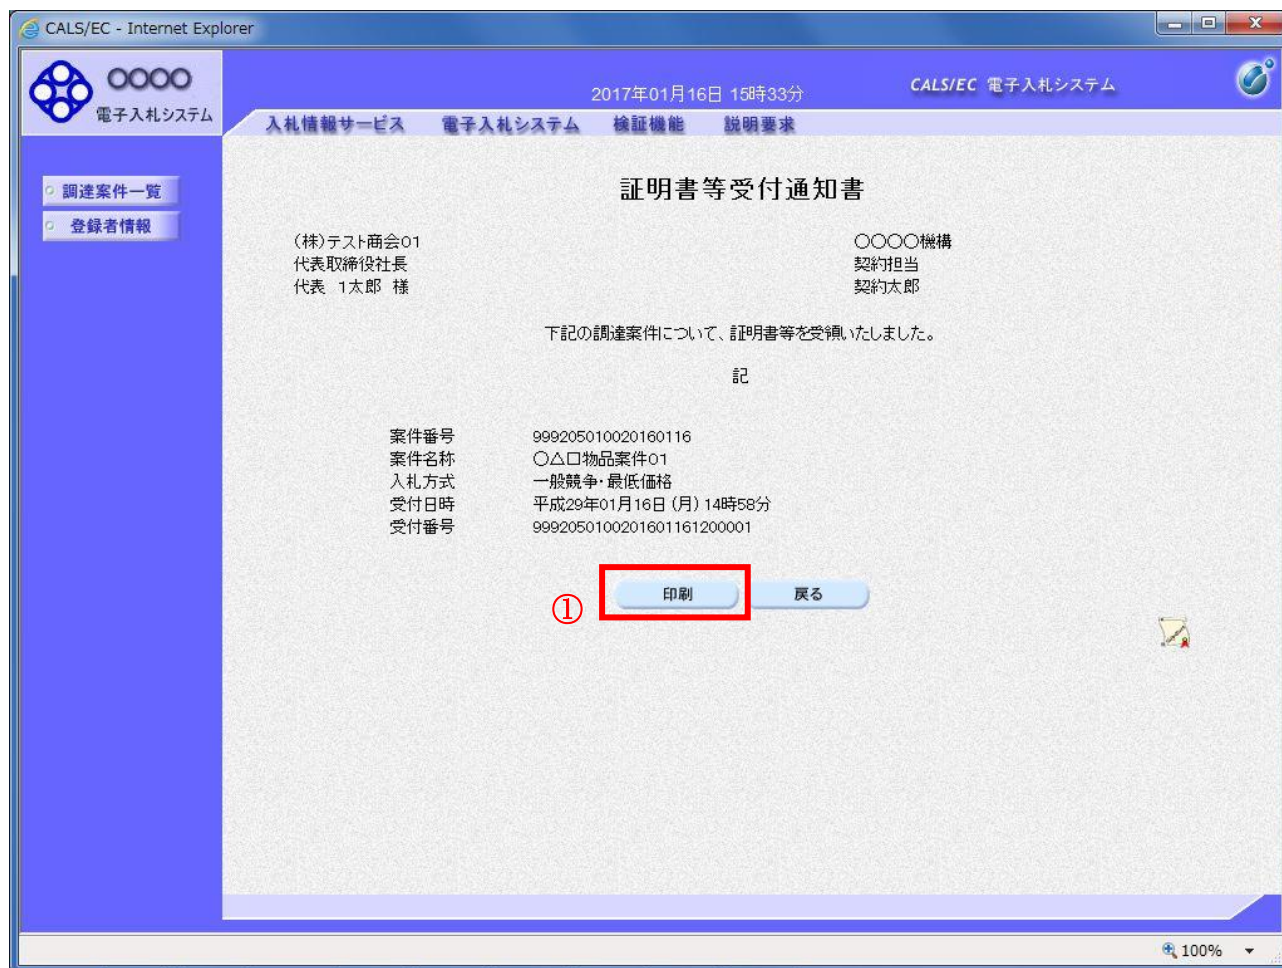 CALS/EC - Internet Explorer
〇〇〇〇
電子入札システム
2017年01月16日 15時33分
CALS/EC 電子入札システム
入札情報サービス 電子入札システム 検証機能 説明要求
調達案件一覧
登録者情報
証明書等受付通知書
(株)テスト商会01
代表取締役社長
代表 1太郎 様
〇〇〇〇機構
契約担当
契約太郎
下記の調達案件について、証明書等を受領いたしました。
記
案件番号 999205010020160116
案件名称 〇△口物品案件01
入札方式 一般競争・最低価格
受付日時 平成29年01月16日 (月) 14時58分
受付番号 9992050100201601161200001
① 印刷 戻る
100%